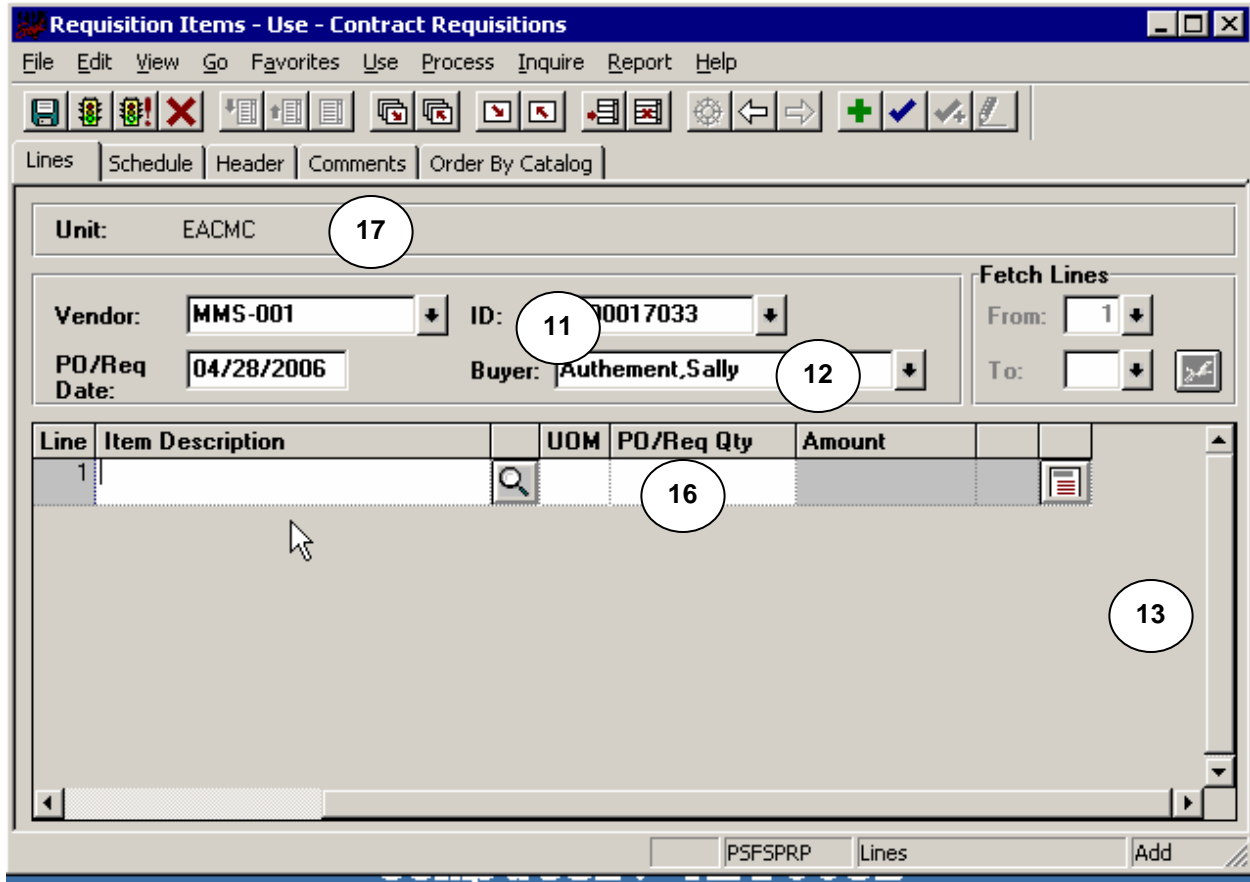 Requisition Items - Use - Contract Requisitions
File Edit View Go Favorites Use Process Inquire Report Help
Lines Schedule Header Comments Order By Catalog
Unit: EACMC 17
Fetch Lines
Vendor: MMS-001 ID: 11 0017033 From: 1
PO/Req Date: 04/28/2006 Buyer: Authement,Sally 12 To:
Line Item Description UOM PO/Req Qty Amount
1 16
13
PSFSPRP Lines Add